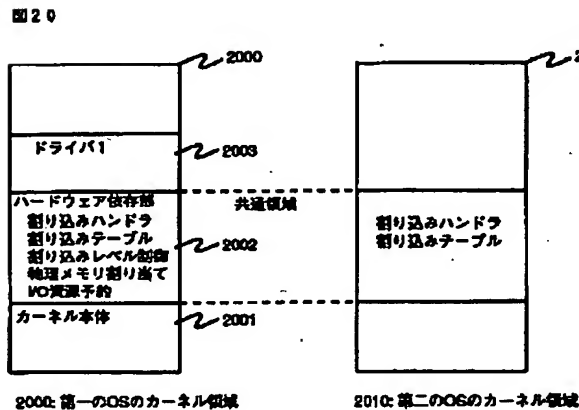 図20
2000
2
ドライバ1
2003
ハードウェア依存部
割り込みハンドラ
割り込みテーブル
割り込みレベル制御
物理メモリ割り当て
I/O資源予約
2002
共通領域
割り込みハンドラ
割り込みテーブル
カーネル本体
2001
2000: 第一のOSのカーネル領域
2010: 第二のOSのカーネル領域